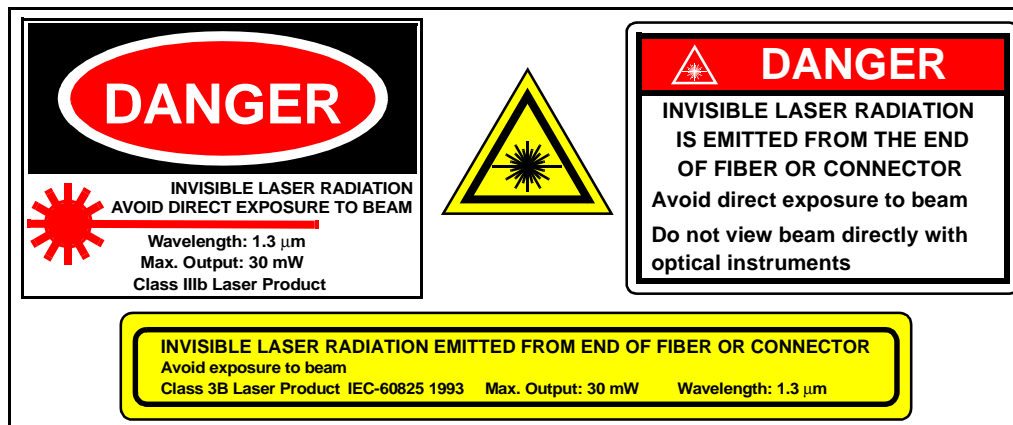 DANGER
INVISIBLE LASER RADIATION
AVOID DIRECT EXPOSURE TO BEAM
Wavelength: 1.3 μm
Max. Output: 30 mW
Class IIIb Laser Product
DANGER
INVISIBLE LASER RADIATION
IS EMITTED FROM THE END
OF FIBER OR CONNECTOR
Avoid direct exposure to beam
Do not view beam directly with
optical instruments
INVISIBLE LASER RADIATION EMITTED FROM END OF FIBER OR CONNECTOR
Avoid exposure to beam
Class 3B Laser Product IEC-60825 1993 Max. Output: 30 mW Wavelength: 1.3 μm